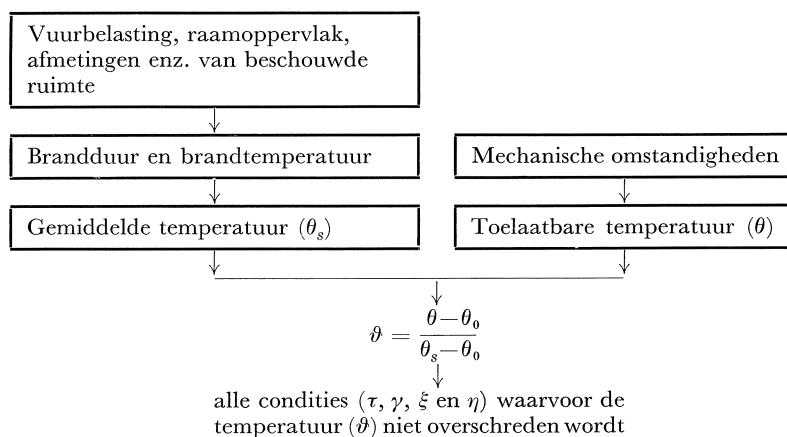 Vuurbelasting, raamoppervlak,
afmetingen enz. van beschouwde
ruimte
Brandduur en brandtemperatuur
Mechanische omstandigheden
Gemiddelde temperatuur (θₛ)
Toelaatbare temperatuur (θ)
ϑ = (θ—θ₀)/(θₛ—θ₀)
alle condities (τ, γ, ξ en η) waarvoor de
temperatuur (ϑ) niet overschreden wordt